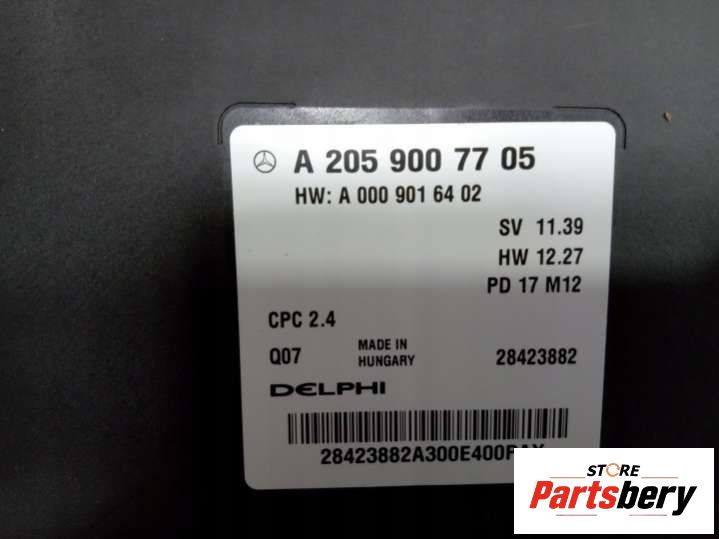 A 205 900 77 05
HW: A 000 901 64 02
SV 11.39
HW 12.27
PD 17 M12
CPC 2.4
Q07 MADE IN HUNGARY 28423882
DELPHI
STORE
Partsbery